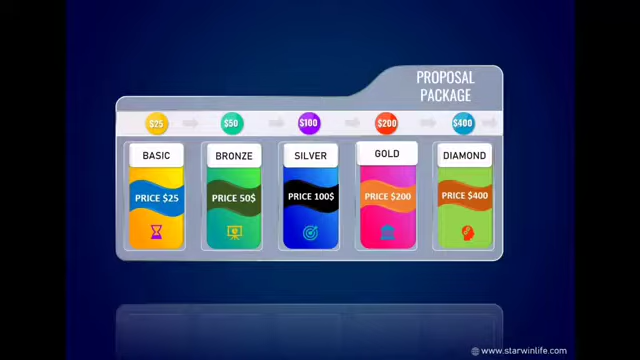 PROPOSAL
PACKAGE
$25
$50
$100
$200
$400
BASIC
BRONZE
SILVER
GOLD
DIAMOND
PRICE $25
PRICE 50$
PRICE 100$
PRICE $200
PRICE $400
www.starwinlife.com